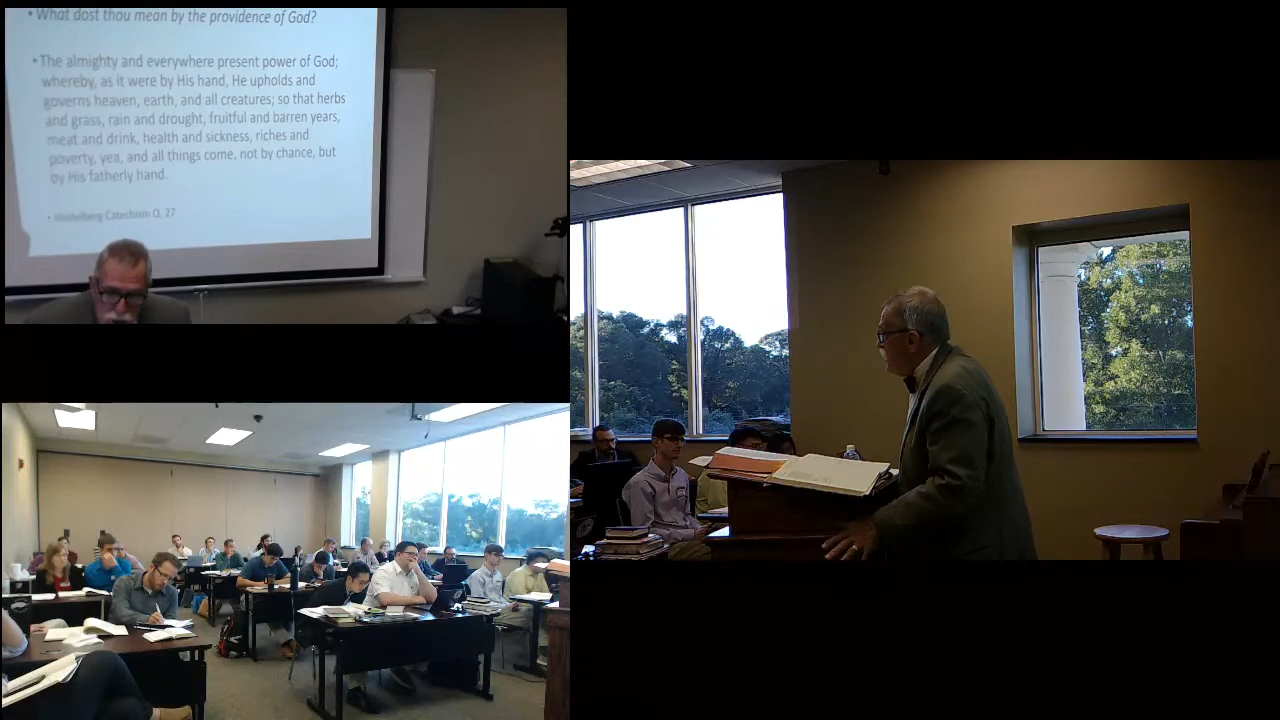 • What dost thou mean by the providence of God?
• The almighty and everywhere present power of God;
whereby, as it were by His hand, He upholds and
governs heaven, earth, and all creatures; so that herbs
and grass, rain and drought, fruitful and barren years,
meat and drink, health and sickness, riches and
poverty, yea, and all things come, not by chance, but
by His fatherly hand.
• Heidelberg Catechism Q, 27